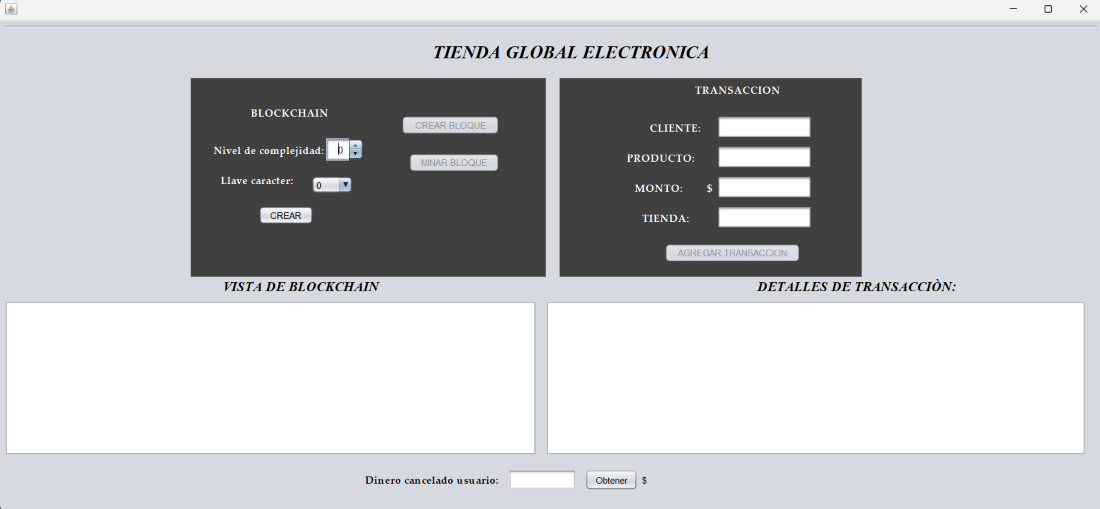 TIENDA GLOBAL ELECTRONICA
BLOCKCHAIN
CREAR BLOQUE
Nivel de complejidad: 0
MINAR BLOQUE
Llave caracter: 0
CREAR
TRANSACCION
CLIENTE:
PRODUCTO:
MONTO: $
TIENDA:
AGREGAR TRANSACCION
VISTA DE BLOCKCHAIN
DETALLES DE TRANSACCIÒN:
Dinero cancelado usuario: Obtener $